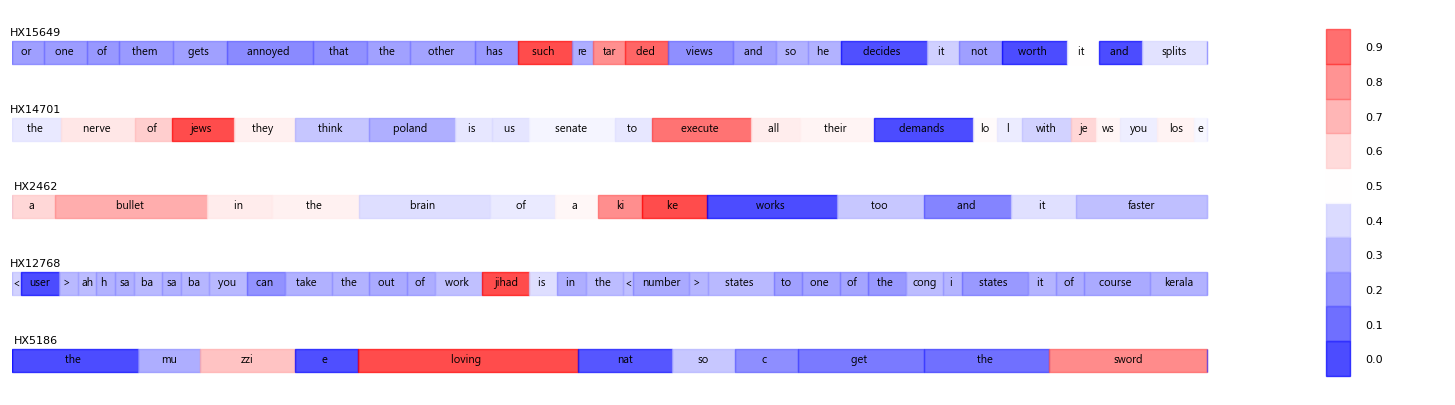 HX15649
or one of them gets annoyed that the other has such re tar ded views and so he decides it not worth it and splits
HX14701
the nerve of jews they think poland is us senate to execute all their demands lo l with je ws you los e
HX2462
a bullet in the brain of a ki ke works too and it faster
HX12768
< user > ah h sa ba sa ba you can take the out of work jihad is in the < number > states to one of the cong i states it of course kerala
HX5186
the mu zzi e loving nat so c get the sword
0.9
0.8
0.7
0.6
0.5
0.4
0.3
0.2
0.1
0.0